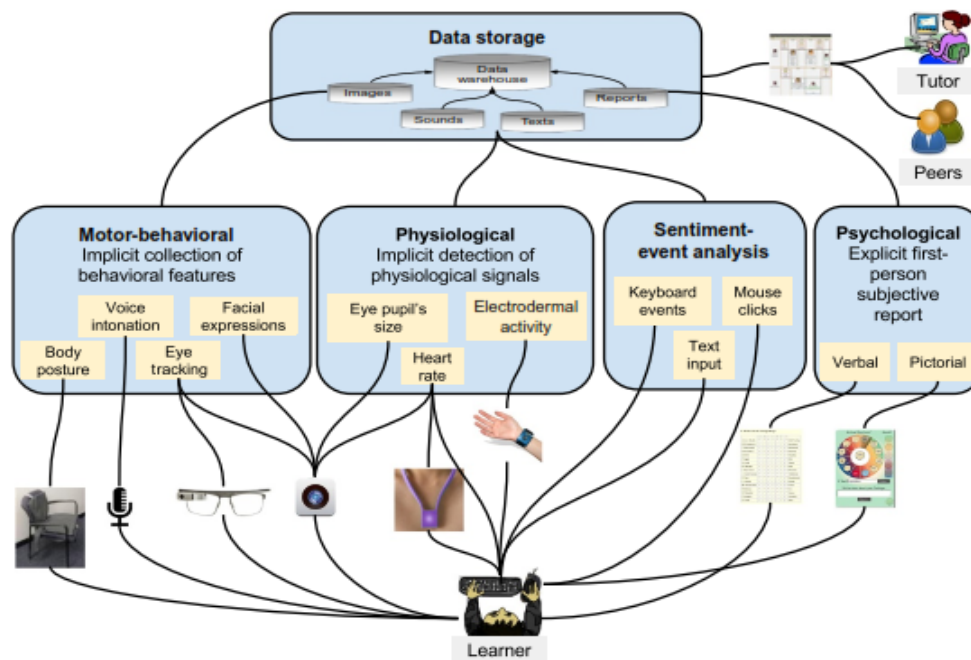 Data storage
Data
warehouse
Images
Reports
Sounds
Texts
Tutor
Peers
Motor-behavioral
Implicit collection of
behavioral features
Voice
intonation
Facial
expressions
Body
posture
Eye
tracking
Physiological
Implicit detection of
physiological signals
Eye pupil's
size
Electrodermal
activity
Heart
rate
Sentiment-
event analysis
Keyboard
events
Mouse
clicks
Text
input
Psychological
Explicit first-
person
subjective
report
Verbal
Pictorial
Learner